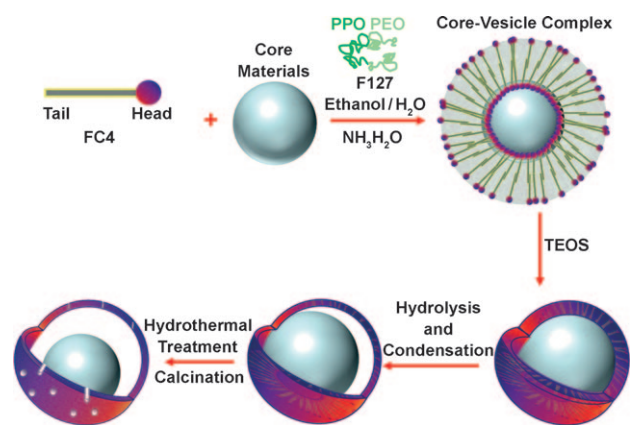 PPO PEO
Core-Vesicle Complex
Core
Materials
F127
Ethanol/H₂O
Tail
Head
FC4
+
NH₃H₂O
TEOS
Hydrothermal
Treatment
Calcination
Hydrolysis
and
Condensation